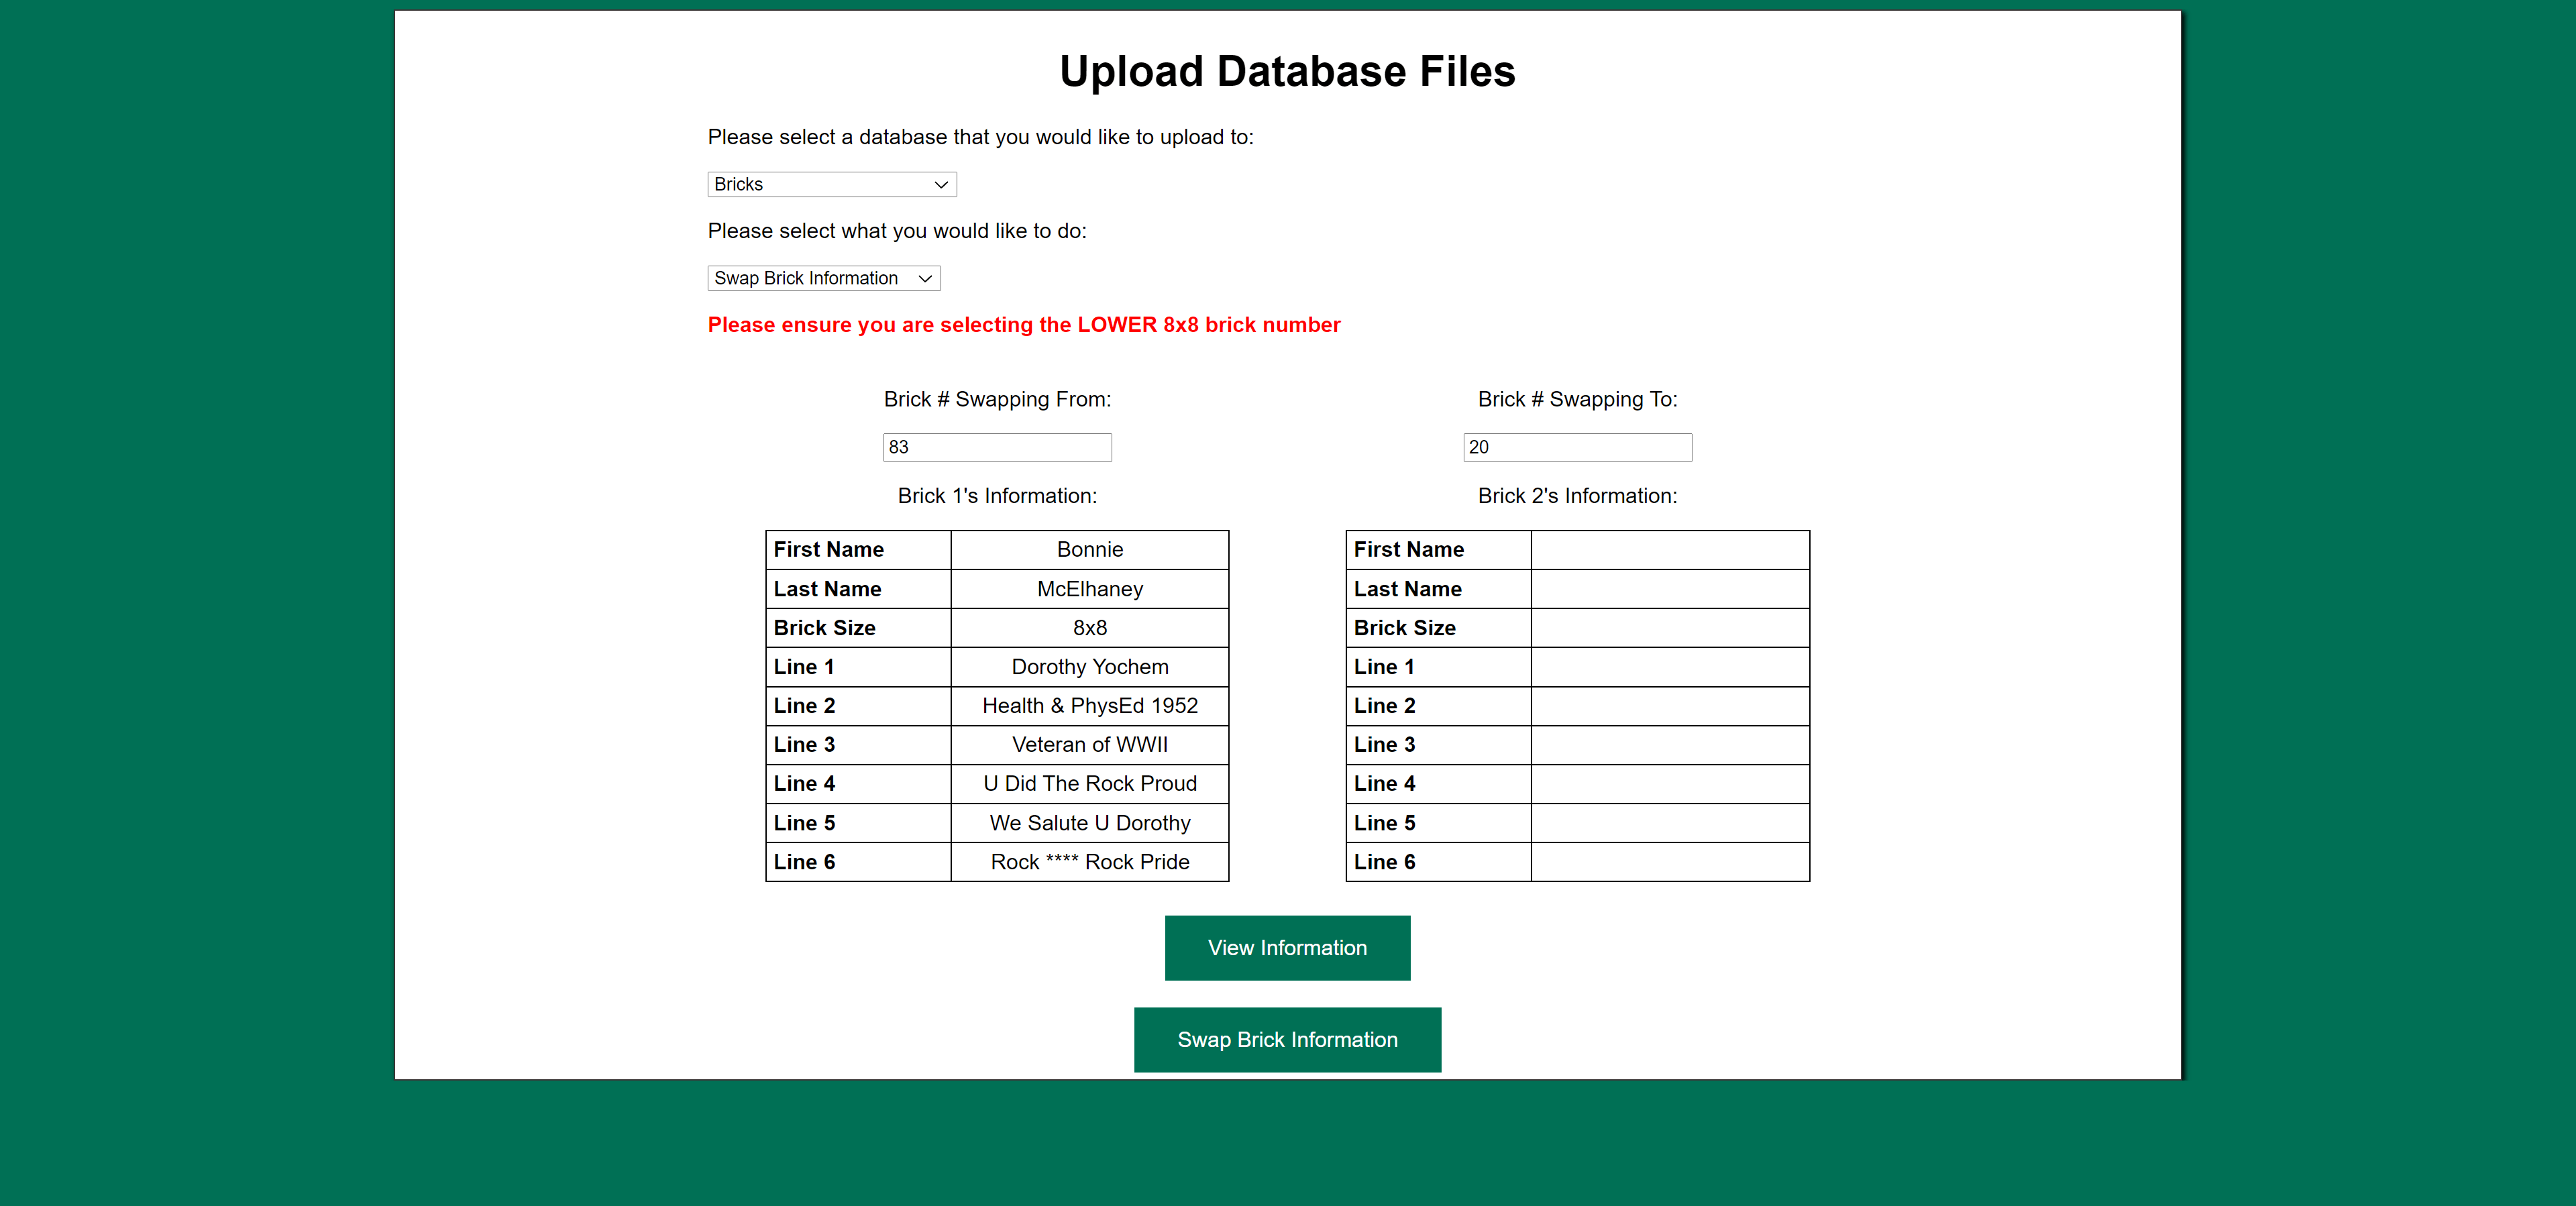 Upload Database Files
Please select a database that you would like to upload to:
Bricks
Please select what you would like to do:
Swap Brick Information
Please ensure you are selecting the LOWER 8x8 brick number
Brick # Swapping From:
83
Brick 1's Information:
First Name Bonnie
Last Name McElhaney
Brick Size 8x8
Line 1 Dorothy Yochem
Line 2 Health & PhysEd 1952
Line 3 Veteran of WWII
Line 4 U Did The Rock Proud
Line 5 We Salute U Dorothy
Line 6 Rock **** Rock Pride
Brick # Swapping To:
20
Brick 2's Information:
First Name
Last Name
Brick Size
Line 1
Line 2
Line 3
Line 4
Line 5
Line 6
View Information
Swap Brick Information